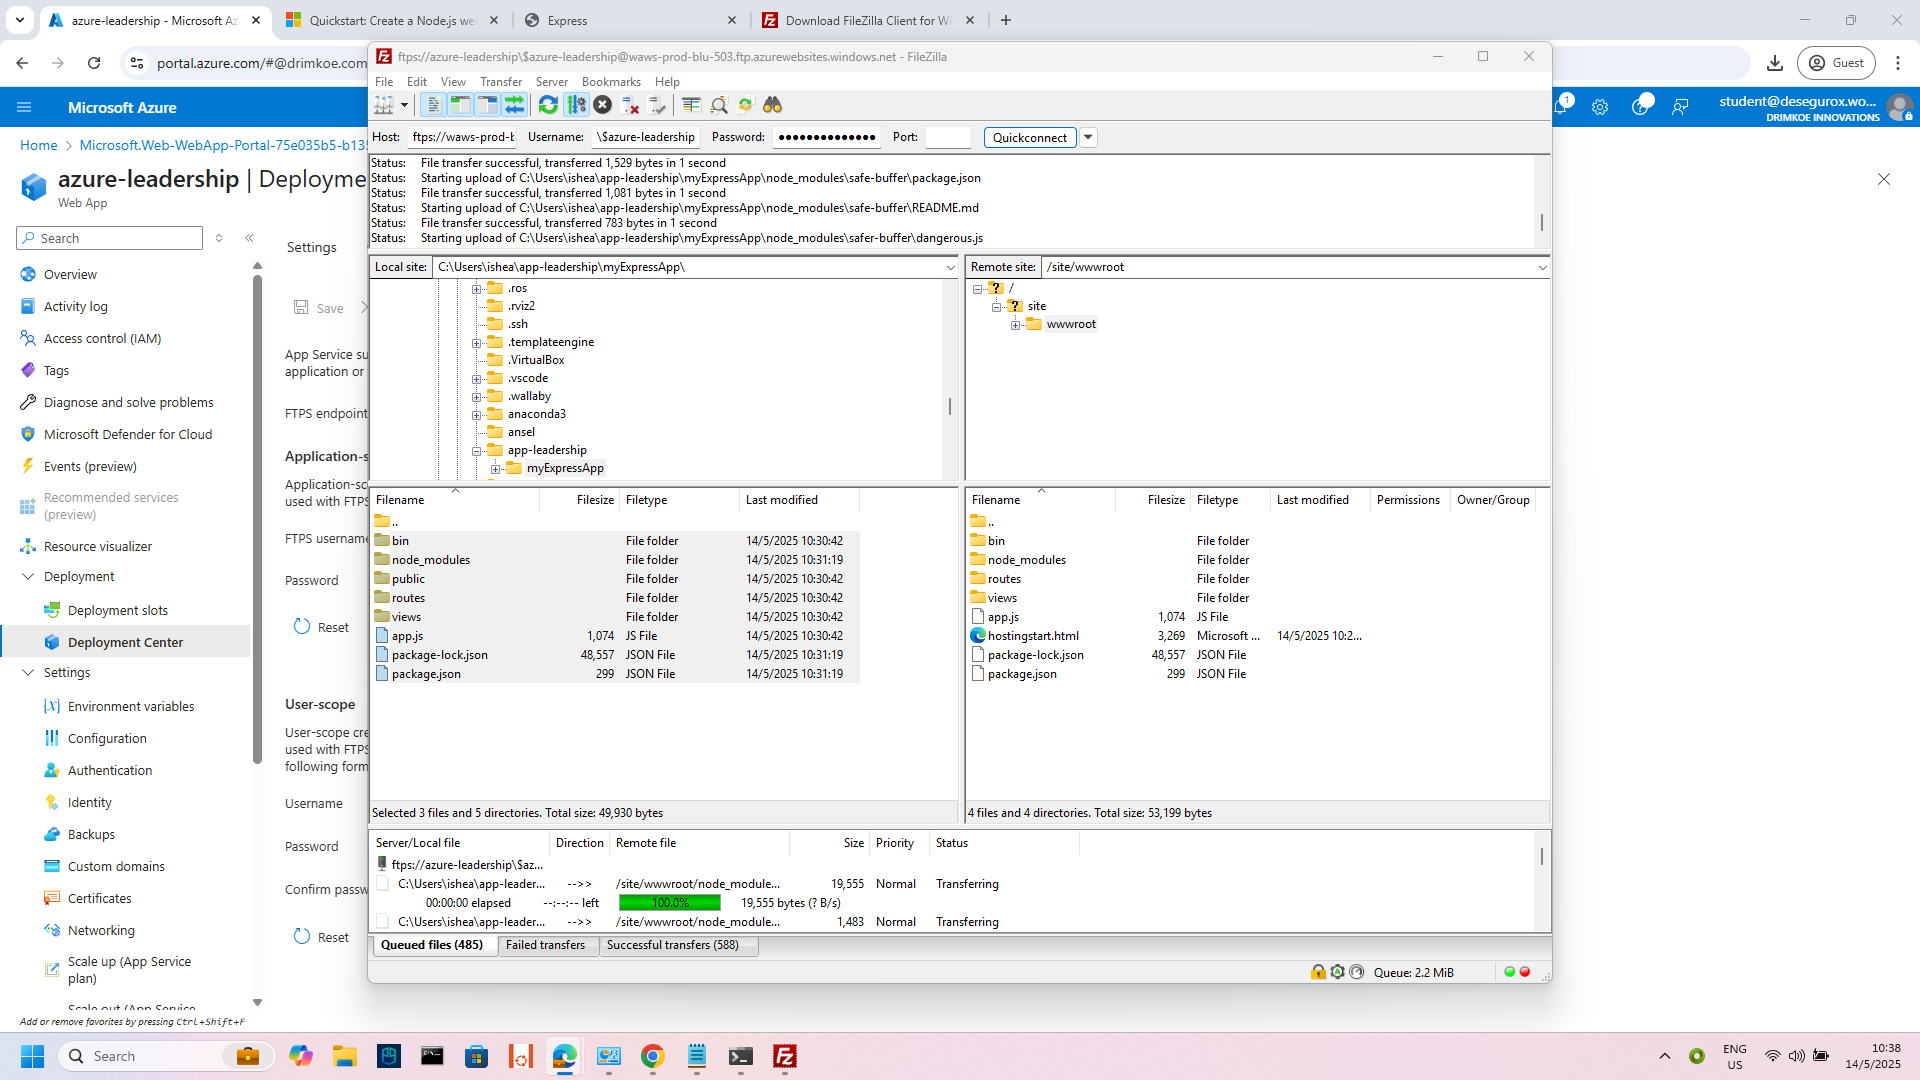 azure-leadership - Microsoft Az
Quickstart: Create a Node.js we
Express
Download FileZilla Client for Wi
portal.azure.com/#@drimkoe.com
Guest
Microsoft Azure
1
student@desegurox.wo...
DRIMKOE INNOVATIONS
Home > Microsoft.Web-WebApp-Portal-75e035b5-b135
azure-leadership | Deployme
Web App
Search
Settings
Overview
Activity log
Access control (IAM)
Tags
Diagnose and solve problems
Microsoft Defender for Cloud
Events (preview)
Recommended services
(preview)
Resource visualizer
Deployment
Deployment slots
Deployment Center
Settings
Environment variables
Configuration
Authentication
Identity
Backups
Custom domains
Certificates
Networking
Scale up (App Service
plan)
Scale out (App Service
Add or remove favorites by pressing Ctrl+Shift+F
Save
App Service su
application or
FTPS endpoint
Application-s
Application-sc
used with FTPS
FTPS username
Password
Reset
User-scope
User-scope cre
used with FTPS
following form
Username
Password
Confirm passw
Reset
ftps://azure-leadership\$azure-leadership@waws-prod-blu-503.ftp.azurewebsites.windows.net - FileZilla
File Edit View Transfer Server Bookmarks Help
Host: ftps://waws-prod-b Username: \$azure-leadership Password: ●●●●●●●●●●●●●● Port: Quickconnect
Status: File transfer successful, transferred 1,529 bytes in 1 second
Status: Starting upload of C:\Users\ishea\app-leadership\myExpressApp\node_modules\safe-buffer\package.json
Status: File transfer successful, transferred 1,081 bytes in 1 second
Status: Starting upload of C:\Users\ishea\app-leadership\myExpressApp\node_modules\safe-buffer\README.md
Status: File transfer successful, transferred 783 bytes in 1 second
Status: Starting upload of C:\Users\ishea\app-leadership\myExpressApp\node_modules\safer-buffer\dangerous.js
Local site: C:\Users\ishea\app-leadership\myExpressApp\
.ros
.rviz2
.ssh
.templateengine
.VirtualBox
.vscode
.wallaby
anaconda3
ansel
app-leadership
myExpressApp
Remote site: /site/wwwroot
/
site
wwwroot
Filename Filesize Filetype Last modified
..
bin File folder 14/5/2025 10:30:42
node_modules File folder 14/5/2025 10:31:19
public File folder 14/5/2025 10:30:42
routes File folder 14/5/2025 10:30:42
views File folder 14/5/2025 10:30:42
app.js 1,074 JS File 14/5/2025 10:30:42
package-lock.json 48,557 JSON File 14/5/2025 10:31:19
package.json 299 JSON File 14/5/2025 10:31:19
Selected 3 files and 5 directories. Total size: 49,930 bytes
Filename Filesize Filetype Last modified Permissions Owner/Group
..
bin File folder
node_modules File folder
routes File folder
views File folder
app.js 1,074 JS File
hostingstart.html 3,269 Microsoft ... 14/5/2025 10:2...
package-lock.json 48,557 JSON File
package.json 299 JSON File
4 files and 4 directories. Total size: 53,199 bytes
Server/Local file Direction Remote file Size Priority Status
ftps://azure-leadership\$az...
C:\Users\ishea\app-leader... -->> /site/wwwroot/node_module... 19,555 Normal Transferring
00:00:00 elapsed --:--:-- left 100.0% 19,555 bytes (? B/s)
C:\Users\ishea\app-leader... -->> /site/wwwroot/node_module... 1,483 Normal Transferring
Queued files (485) Failed transfers Successful transfers (588)
Queue: 2.2 MiB
Search
ENG
US
10:38
14/5/2025